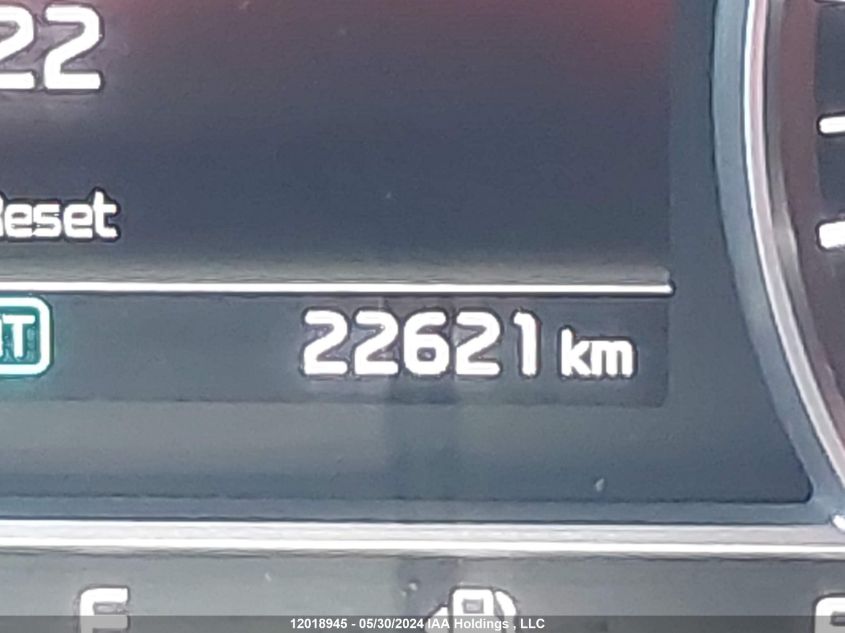 22
Reset
22621 km
12018945 - 05/30/2024 IAA Holdings , LLC